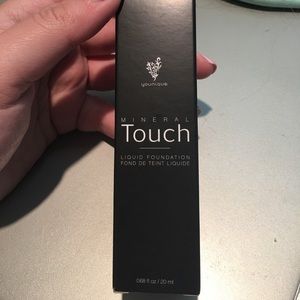 younique
MINERAL
Touch
LIQUID FOUNDATION
FOND DE TEINT LIQUIDE
0.68 fl oz / 20 ml